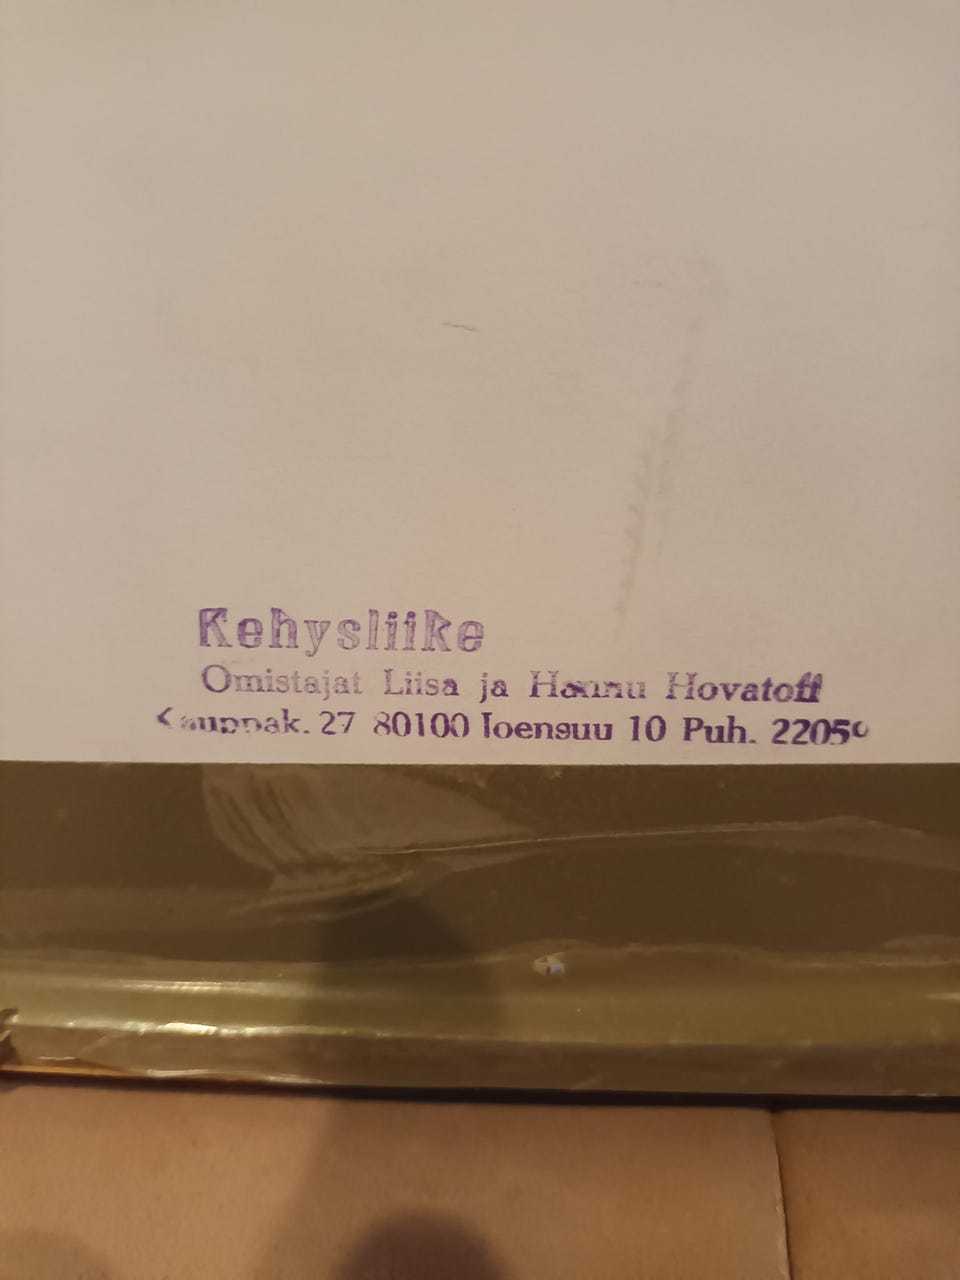 Kehysliike
Omistajat Liisa ja Hannu Hovatoff
Kauppak. 27 80100 Joensuu 10 Puh.